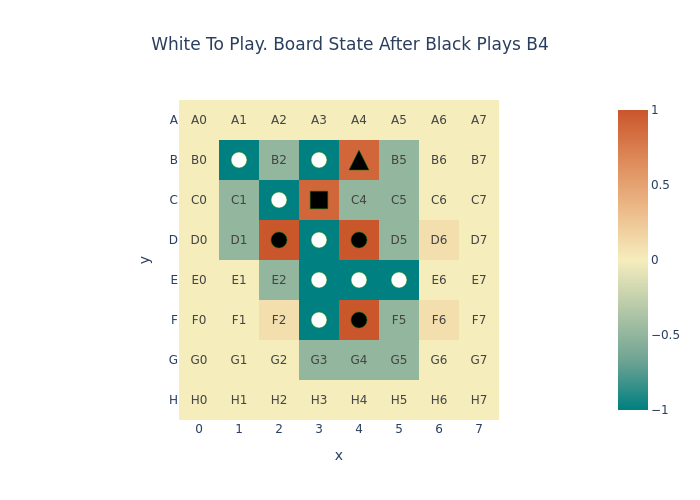 White To Play. Board State After Black Plays B4
A A0 A1 A2 A3 A4 A5 A6 A7
B B0 B2 B5 B6 B7
C C0 C1 C4 C5 C6 C7
D D0 D1 D5 D6 D7
E E0 E1 E2 E6 E7
F F0 F1 F2 F5 F6 F7
G G0 G1 G2 G3 G4 G5 G6 G7
H H0 H1 H2 H3 H4 H5 H6 H7
0 1 2 3 4 5 6 7
x
y
1
0.5
0
−0.5
−1